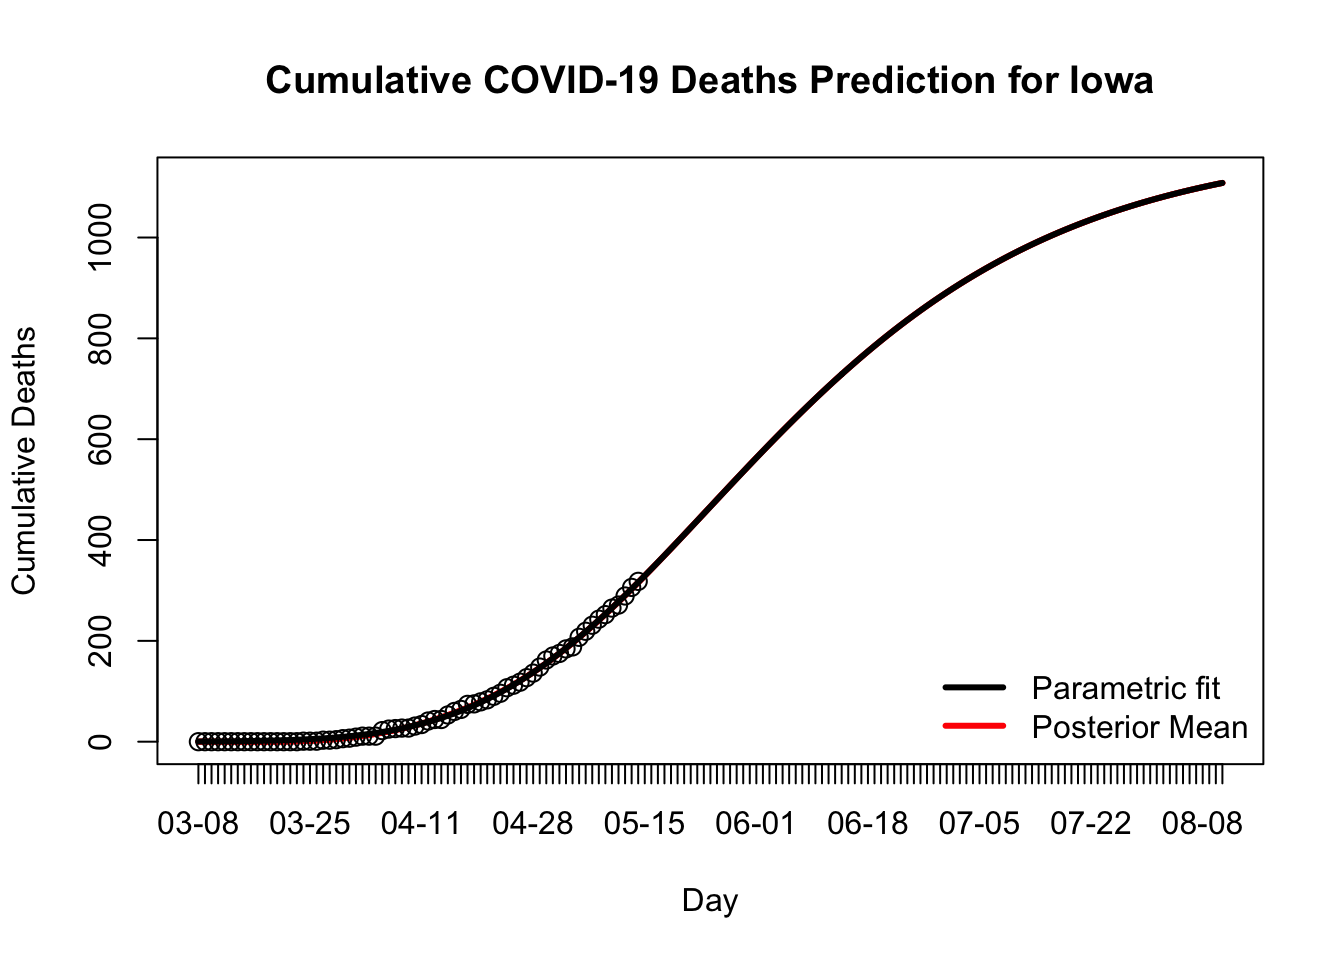 Cumulative COVID-19 Deaths Prediction for Iowa
Cumulative Deaths
1000
800
600
400
200
0
Parametric fit
Posterior Mean
03-08 03-25 04-11 04-28 05-15 06-01 06-18 07-05 07-22 08-08
Day